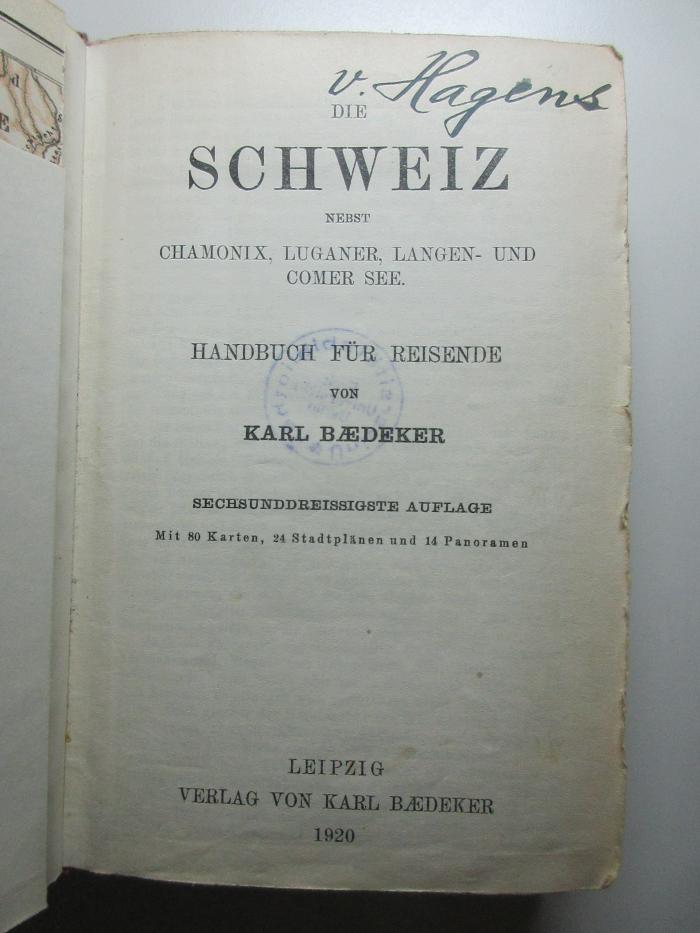 v. Hagens
DIE
SCHWEIZ
NEBST
CHAMONIX, LUGANER, LANGEN- UND
COMER SEE.
HANDBUCH FÜR REISENDE
VON
KARL BÆDEKER
SECHSUNDDREISSIGSTE AUFLAGE
Mit 80 Karten, 24 Stadtplänen und 14 Panoramen
LEIPZIG
VERLAG VON KARL BÆDEKER
1920